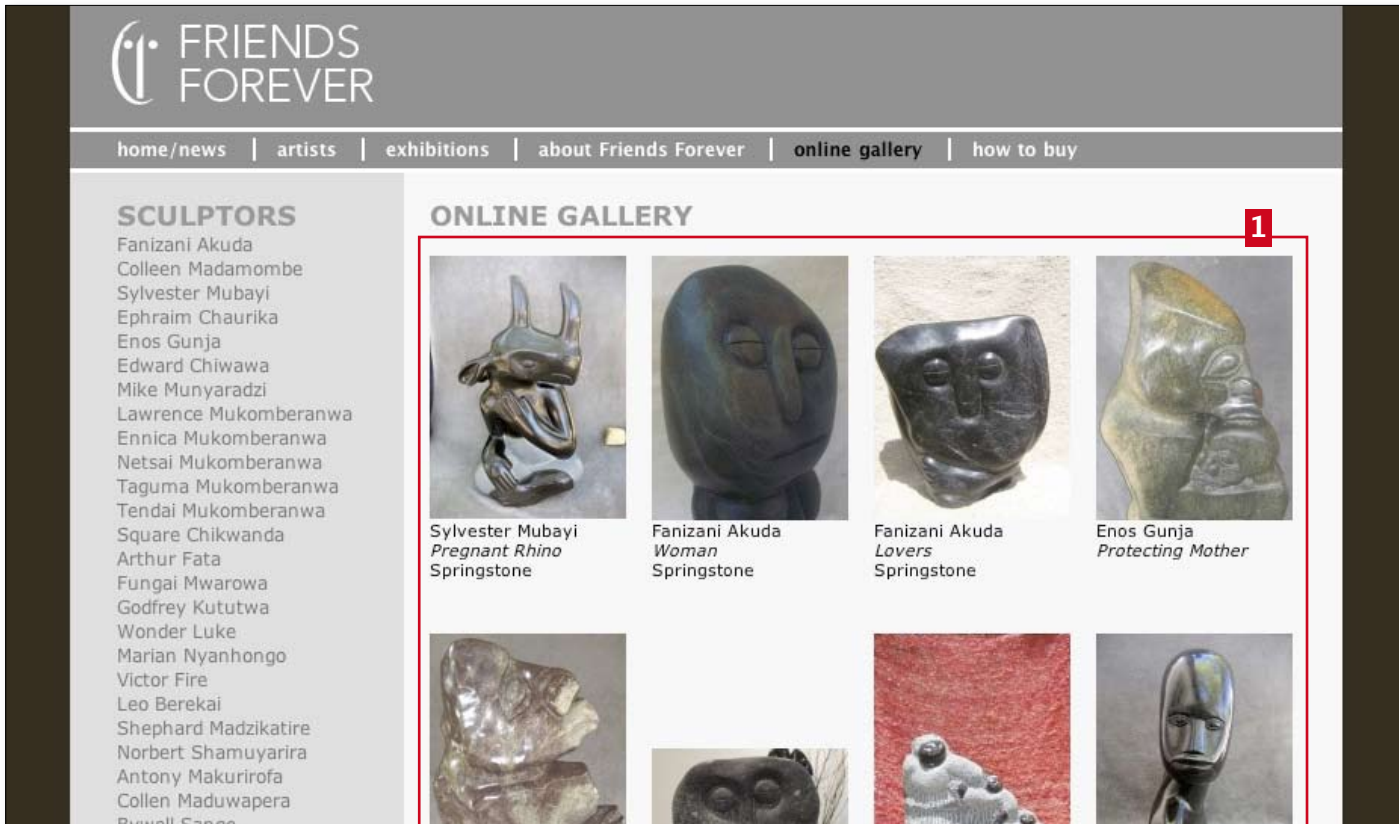 FRIENDS
FOREVER
home/news | artists | exhibitions | about Friends Forever | online gallery | how to buy
SCULPTORS
Fanizani Akuda
Colleen Madamombe
Sylvester Mubayi
Ephraim Chaurika
Enos Gunja
Edward Chiwawa
Mike Munyaradzi
Lawrence Mukomberanwa
Ennica Mukomberanwa
Netsai Mukomberanwa
Taguma Mukomberanwa
Tendai Mukomberanwa
Square Chikwanda
Arthur Fata
Fungai Mwarowa
Godfrey Kututwa
Wonder Luke
Marian Nyanhongo
Victor Fire
Leo Berekai
Shephard Madzikatire
Norbert Shamuyarira
Antony Makurirofa
Collen Maduwapera
ONLINE GALLERY
1
Sylvester Mubayi
Pregnant Rhino
Springstone
Fanizani Akuda
Woman
Springstone
Fanizani Akuda
Lovers
Springstone
Enos Gunja
Protecting Mother